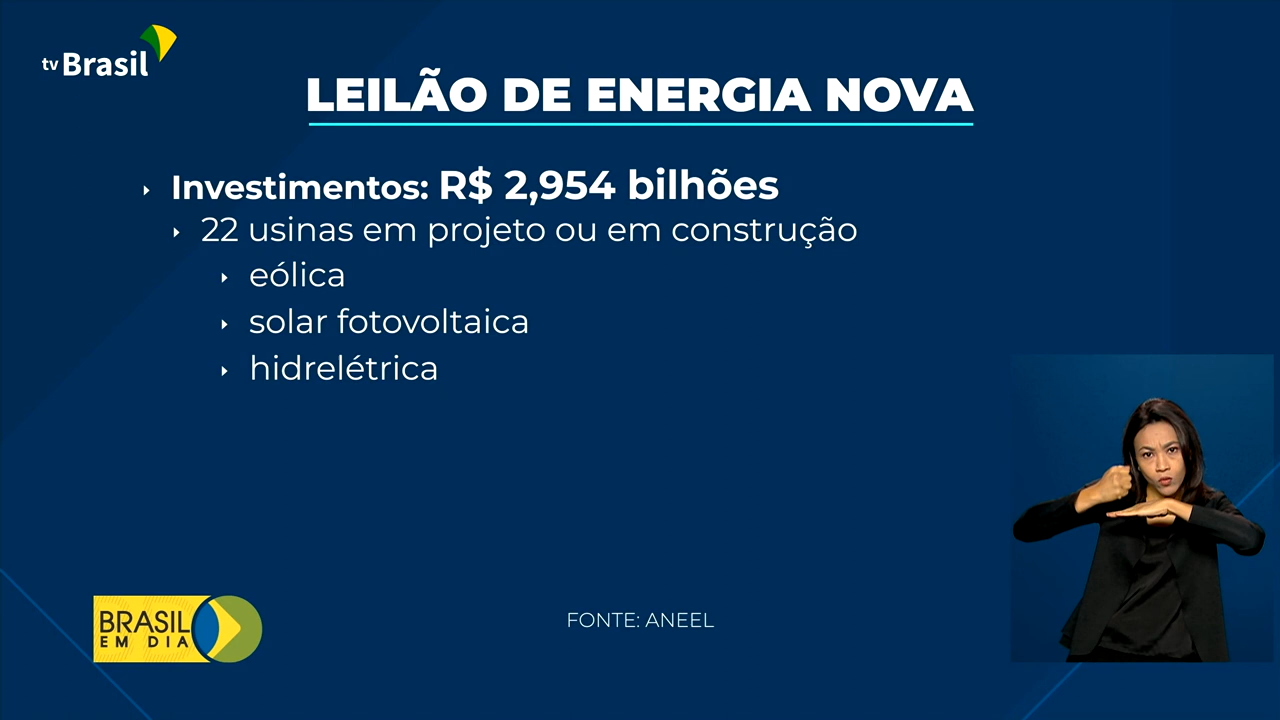 tv Brasil
LEILÃO DE ENERGIA NOVA
Investimentos: R$ 2,954 bilhões
22 usinas em projeto ou em construção
eólica
solar fotovoltaica
hidrelétrica
BRASIL
EM DIA
FONTE: ANEEL